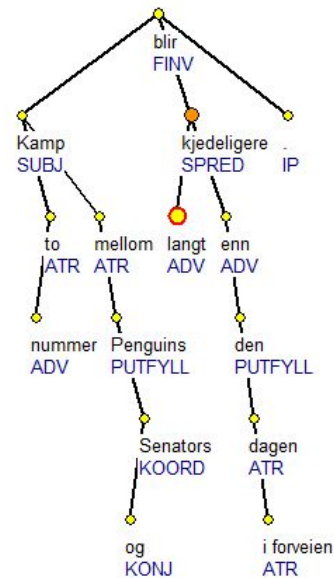 blir
FINV
Kamp kjedeligere .
SUBJ SPRED IP
to mellom langt enn
ATR ATR ADV ADV
nummer Penguins den
ADV PUTFYLL PUTFYLL
Senators dagen
KOORD ATR
og i forveien
KONJ ATR